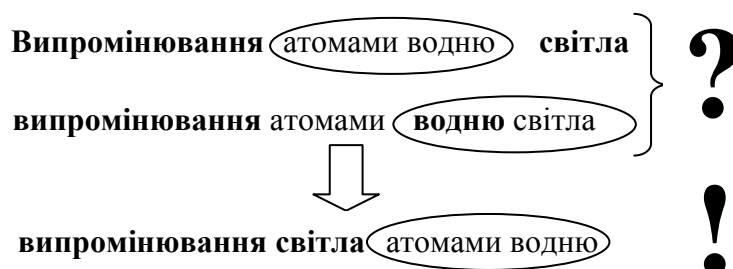 Випромінювання атомами водню світла
?
випромінювання атомами водню світла
!
випромінювання світла атомами водню